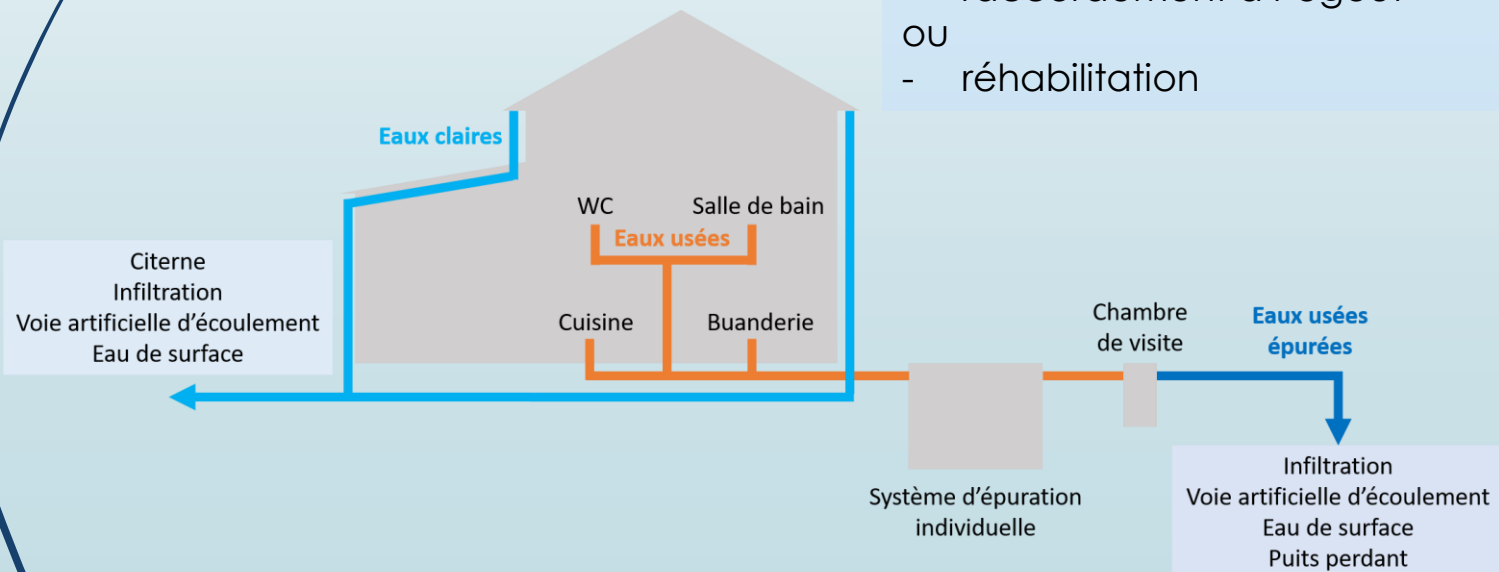 ou
- réhabilitation
Eaux claires
WC
Salle de bain
Eaux usées
Cuisine
Buanderie
Citerne
Infiltration
Voie artificielle d'écoulement
Eau de surface
Chambre
de visite
Eaux usées
épurées
Système d'épuration
individuelle
Infiltration
Voie artificielle d'écoulement
Eau de surface
Puits perdant